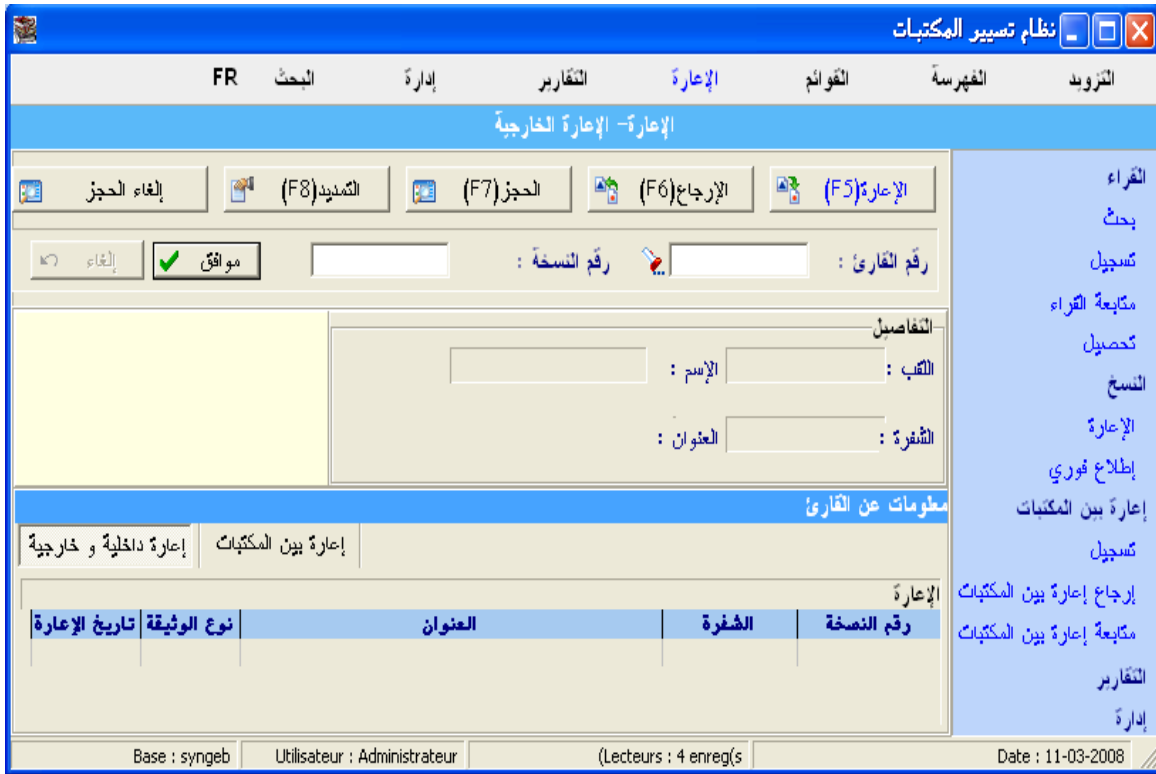 نظام تسيير المكتبات
التزويد الفهرسة القوائم الإعارة التقارير إدارة البحث FR
الإعارة- الإعارة الخارجية
القراء
بحث
تسجيل
متابعة القراء
تحصيل
النسخ
الإعارة
إطلاع فوري
إعارة بين المكتبات
تسجيل
إرجاع إعارة بين المكتبات
متابعة إعارة بين المكتبات
التقارير
إدارة
الإعارة(F5) الإرجاع(F6) الحجز(F7) التمديد(F8) إلغاء الحجز
رقم القارئ : رقم النسخة : موافق إلغاء
التفاصيل
اللقب : الإسم :
الشفرة : العنوان :
معلومات عن القارئ
إعارة بين المكتبات إعارة داخلية و خارجية
الإعارة
رقم النصخة الشفرة العنوان نوع الوثيقة تاريخ الإعارة
Base : syngeb Utilisateur : Administrateur (Lecteurs : 4 enreg(s Date : 11-03-2008